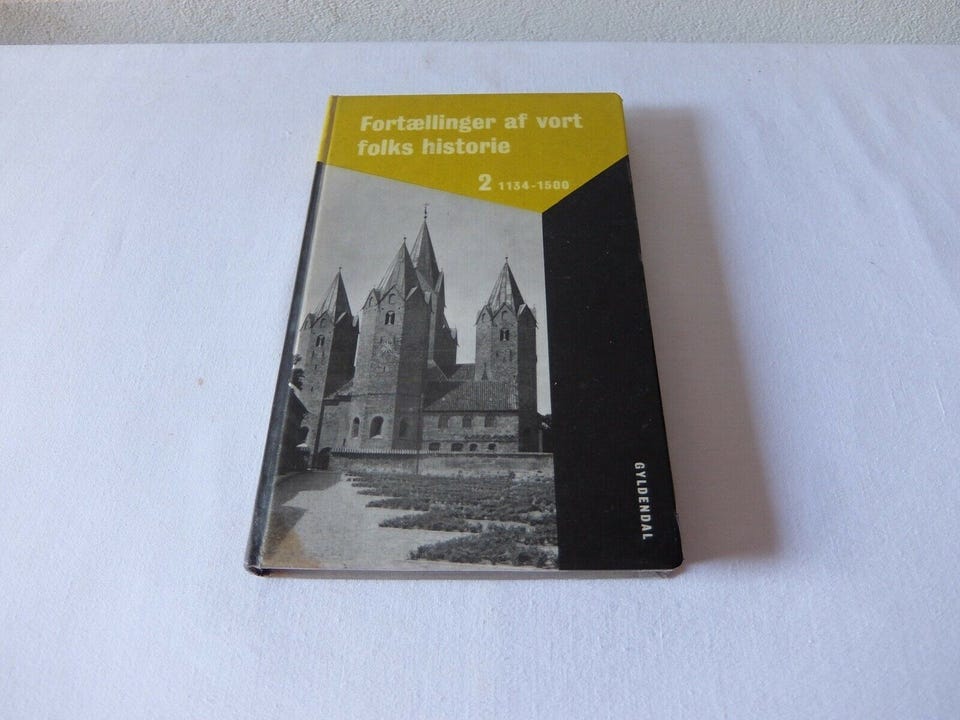 Fortællinger af vort
folks historie
2 1134-1500
GYLDENDAL